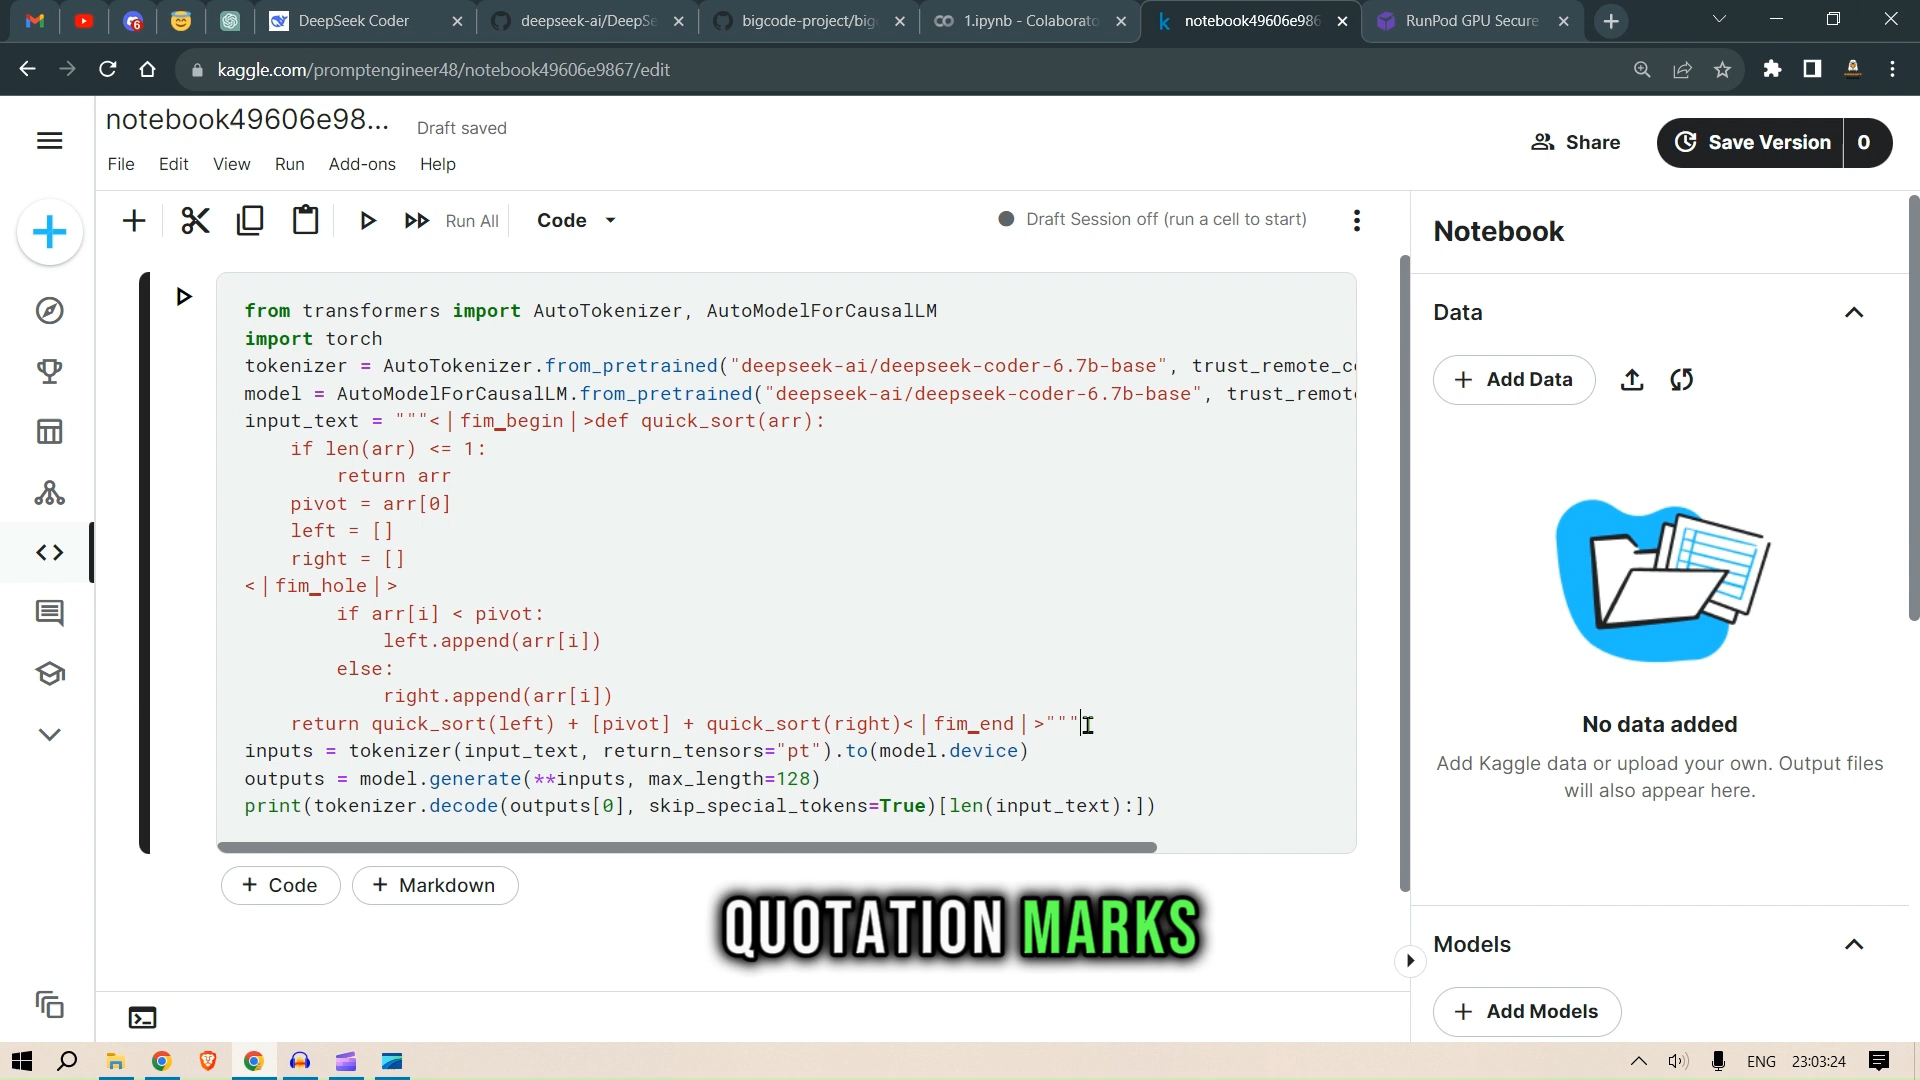 DeepSeek Coder
deepseek-ai/DeepSe
bigcode-project/big
1.ipynb - Colaborato
notebook49606e986
RunPod GPU Secure
kaggle.com/promptengineer48/notebook49606e9867/edit
notebook49606e98...
Draft saved
File Edit View Run Add-ons Help
Share
Save Version 0
Run All
Code
Draft Session off (run a cell to start)
from transformers import AutoTokenizer, AutoModelForCausalLM
import torch
tokenizer = AutoTokenizer.from_pretrained("deepseek-ai/deepseek-coder-6.7b-base", trust_remote_c
model = AutoModelForCausalLM.from_pretrained("deepseek-ai/deepseek-coder-6.7b-base", trust_remot
input_text = """<｜fim▁begin｜>def quick_sort(arr):
    if len(arr) <= 1:
        return arr
    pivot = arr[0]
    left = []
    right = []
<｜fim▁hole｜>
        if arr[i] < pivot:
            left.append(arr[i])
        else:
            right.append(arr[i])
    return quick_sort(left) + [pivot] + quick_sort(right)<｜fim▁end｜>"""
inputs = tokenizer(input_text, return_tensors="pt").to(model.device)
outputs = model.generate(**inputs, max_length=128)
print(tokenizer.decode(outputs[0], skip_special_tokens=True)[len(input_text):])
+ Code
+ Markdown
QUOTATION MARKS
Notebook
Data
+ Add Data
No data added
Add Kaggle data or upload your own. Output files
will also appear here.
Models
+ Add Models
ENG 23:03:24